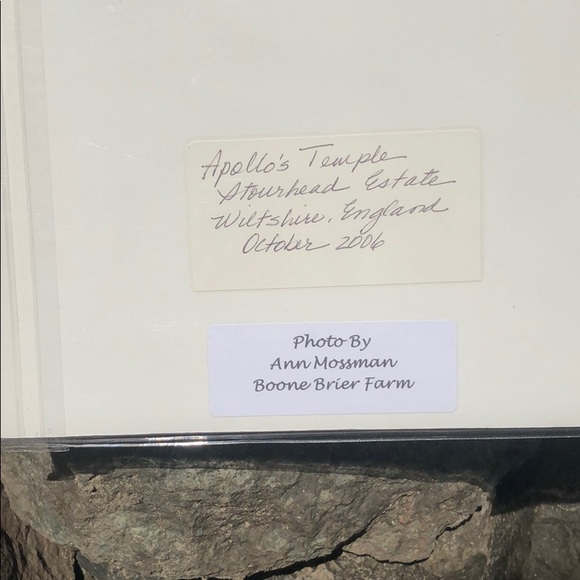 Apollo's Temple
Stourhead Estate
Wiltshire, England
October 2006
Photo By
Ann Mossman
Boone Brier Farm